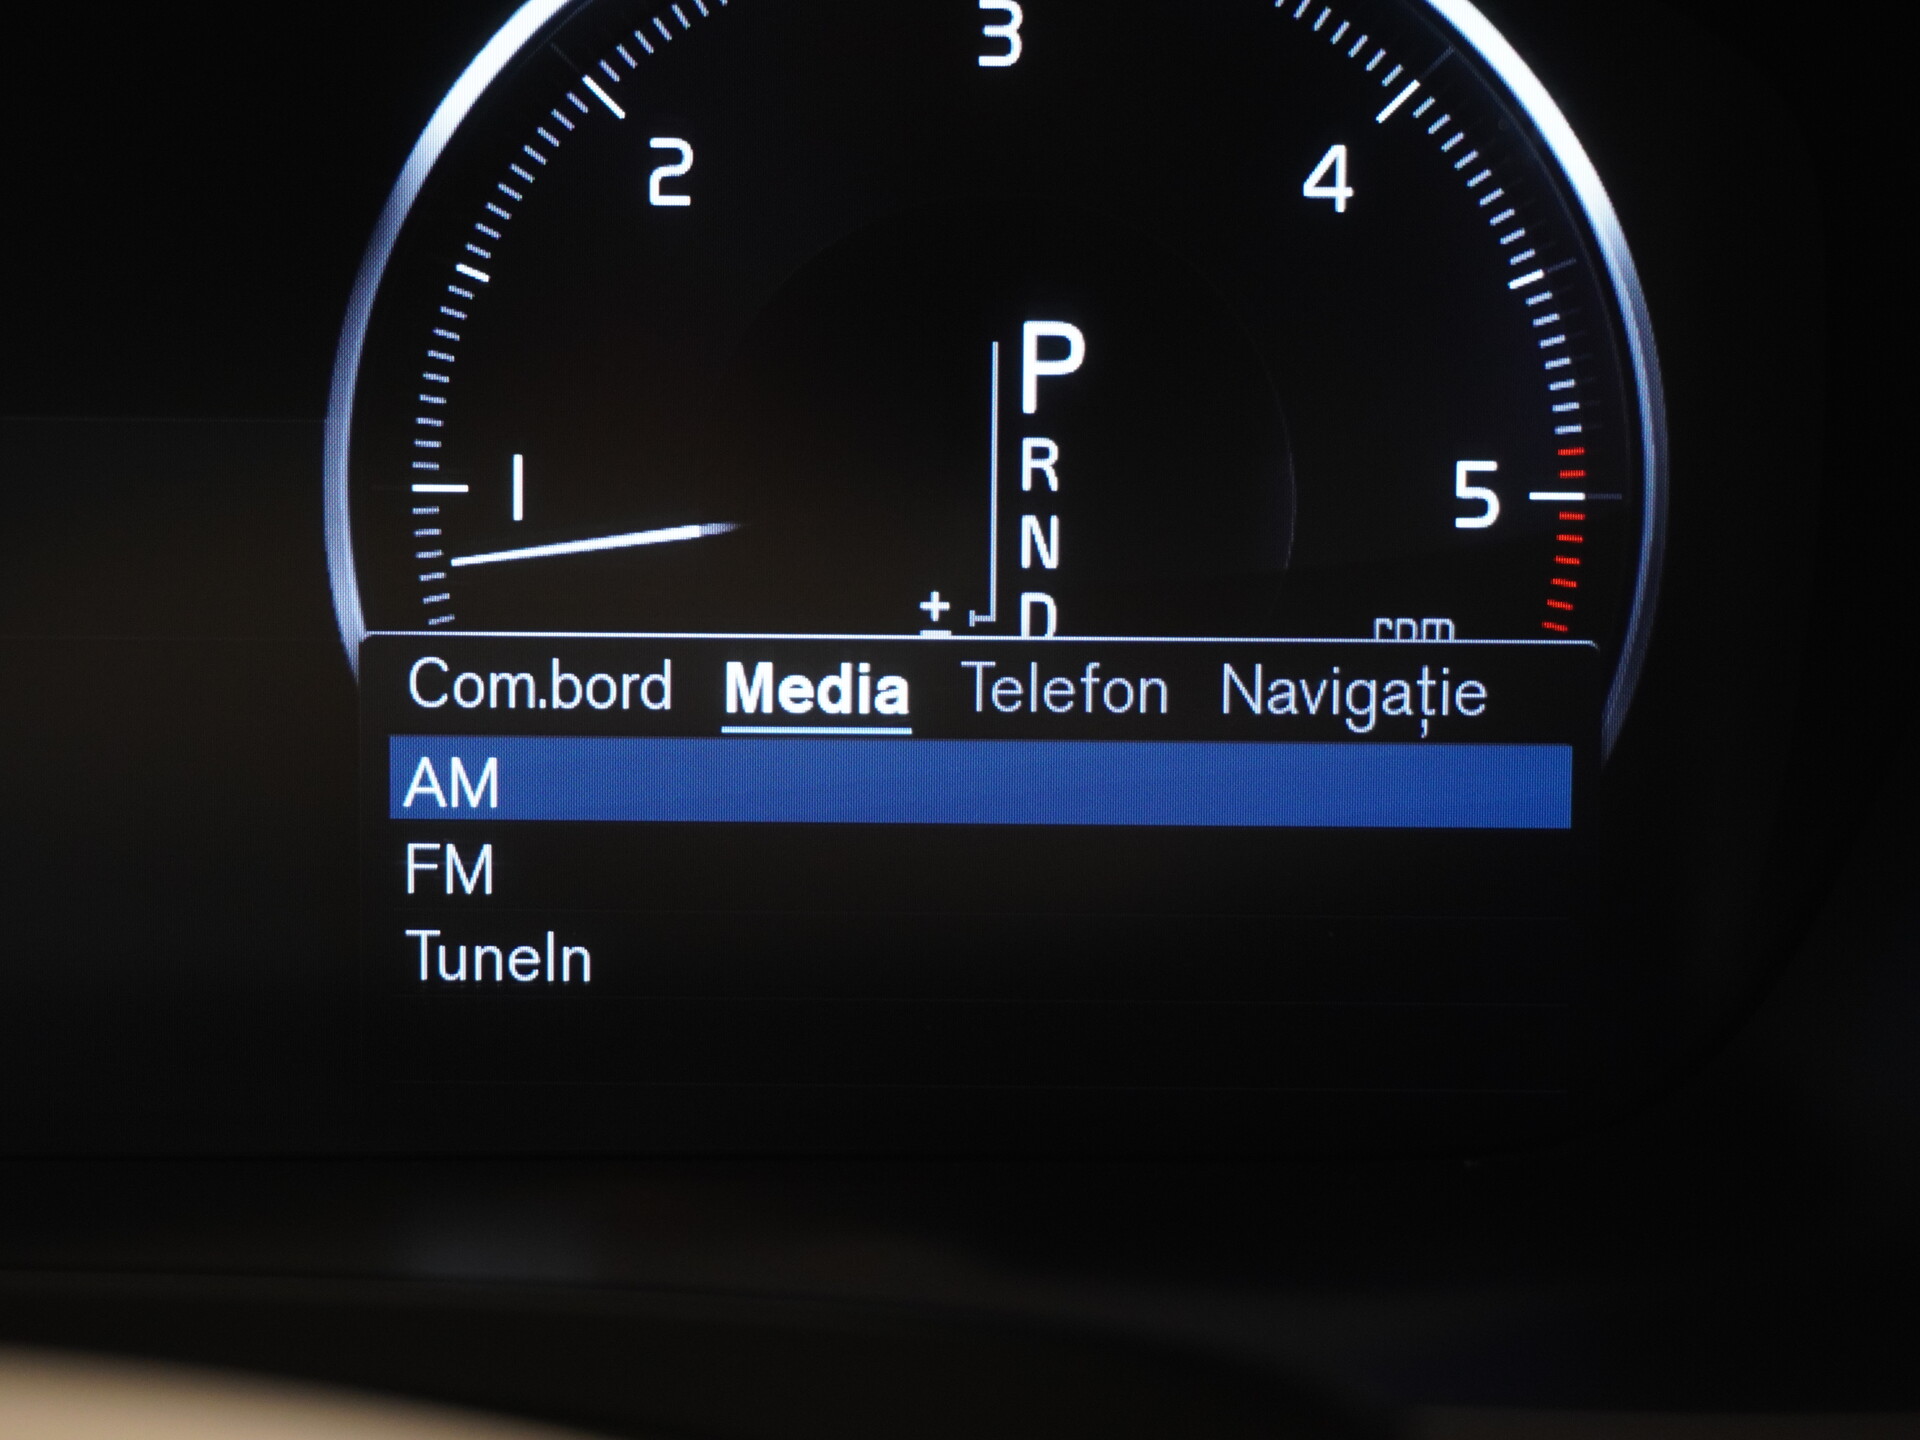 3
2
4
P
R
1
5
N
±
D
rpm
Com.bord Media Telefon Navigație
AM
FM
TuneIn